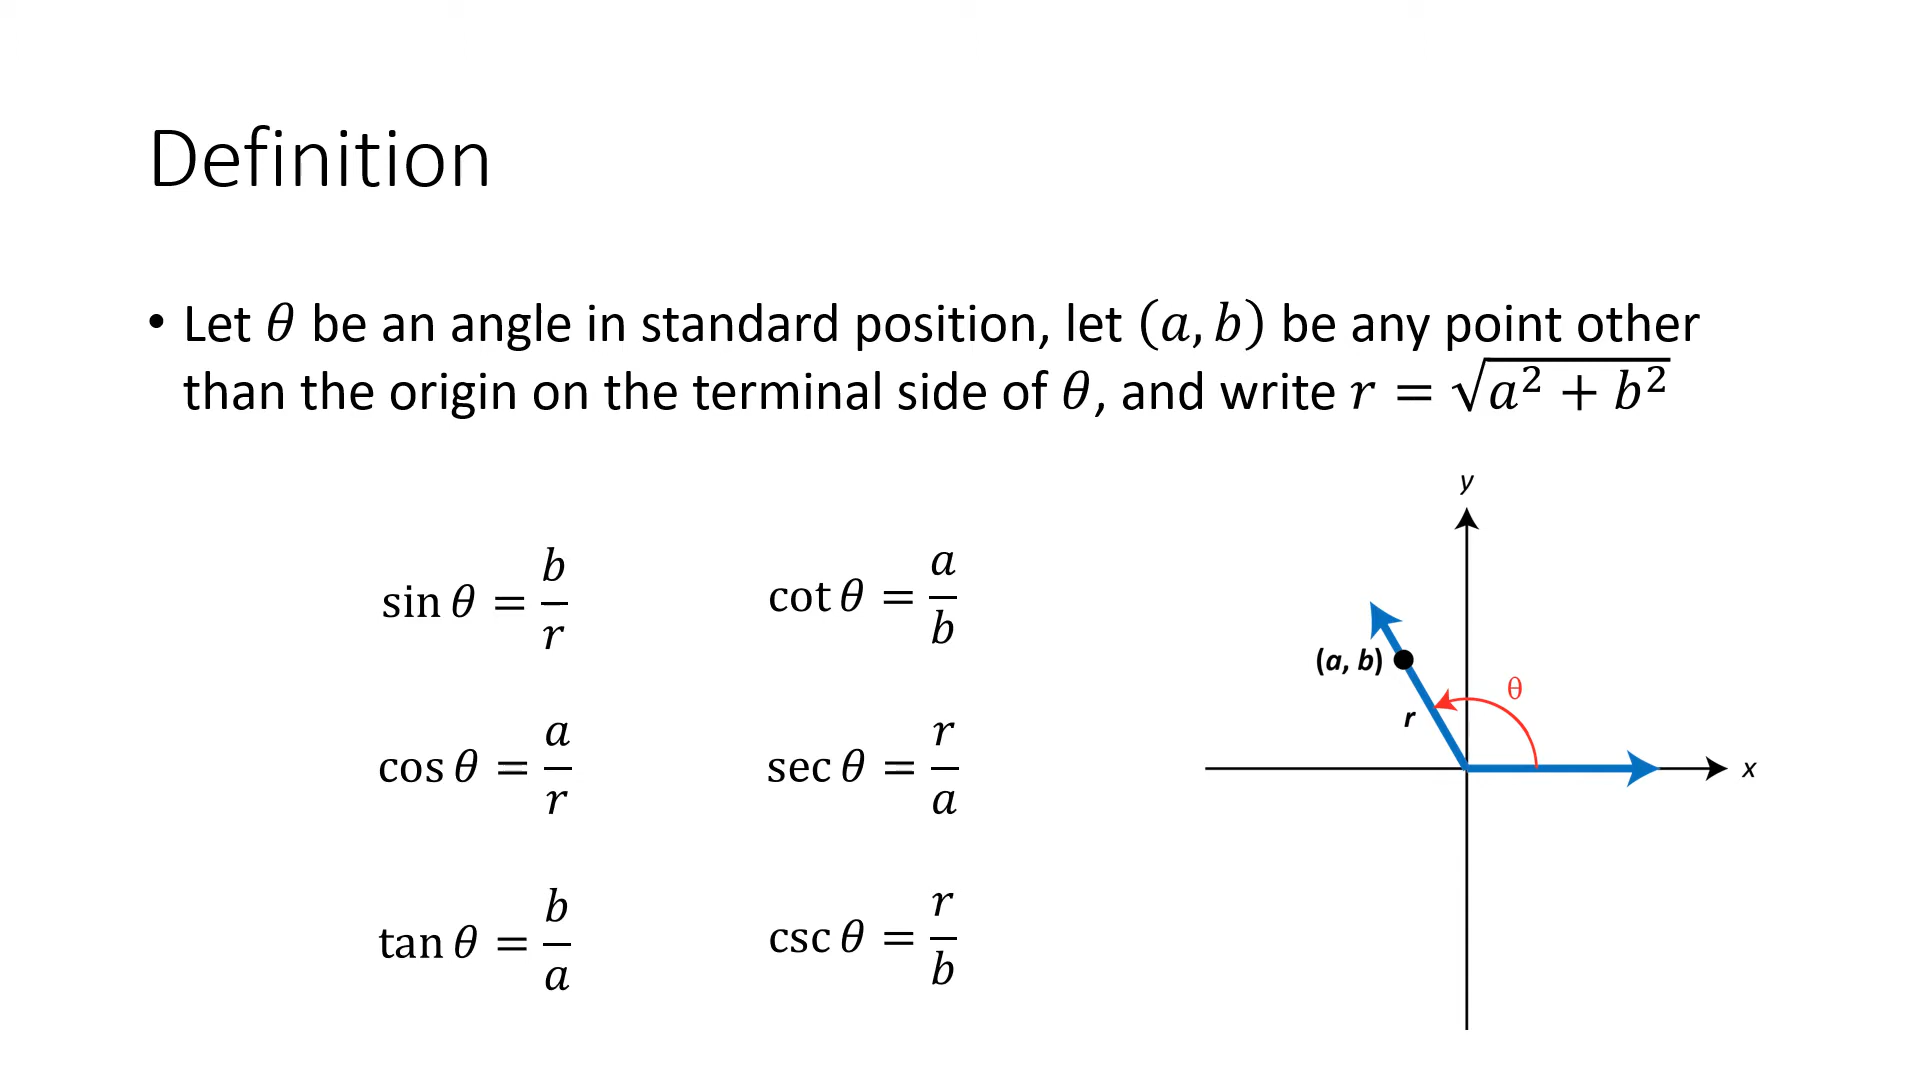 Definition
• Let θ be an angle in standard position, let (a, b) be any point other
than the origin on the terminal side of θ, and write r = √(a² + b²)
sin θ = b/r
cot θ = a/b
cos θ = a/r
sec θ = r/a
tan θ = b/a
csc θ = r/b
y
(a, b)
θ
r
x